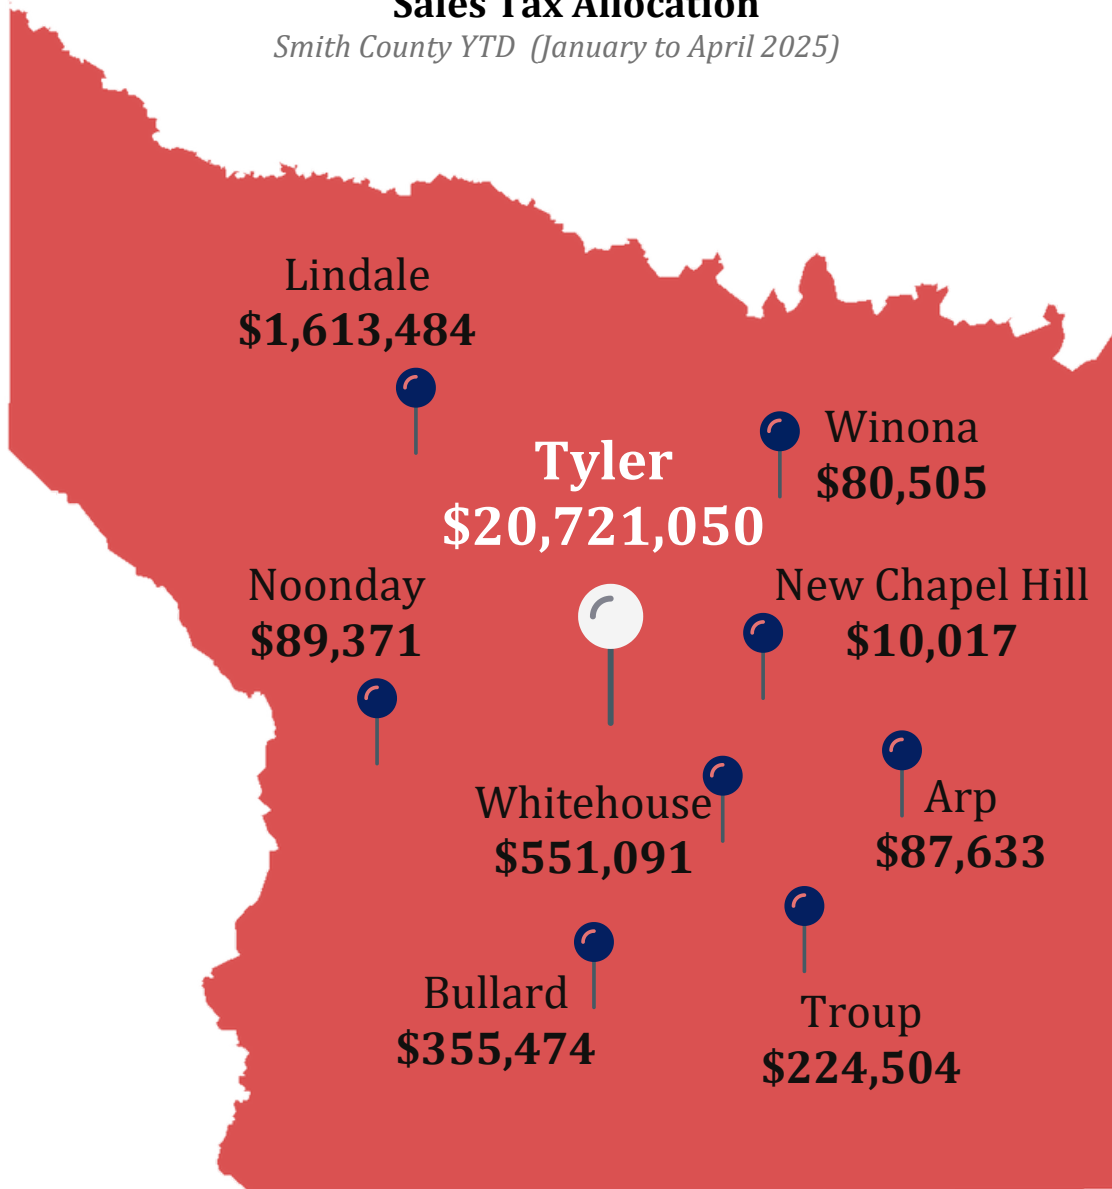 Sales Tax Allocation
Smith County YTD (January to April 2025)
Lindale
$1,613,484
Winona
$80,505
Tyler
$20,721,050
Noonday
$89,371
New Chapel Hill
$10,017
Whitehouse
$551,091
Arp
$87,633
Bullard
$355,474
Troup
$224,504